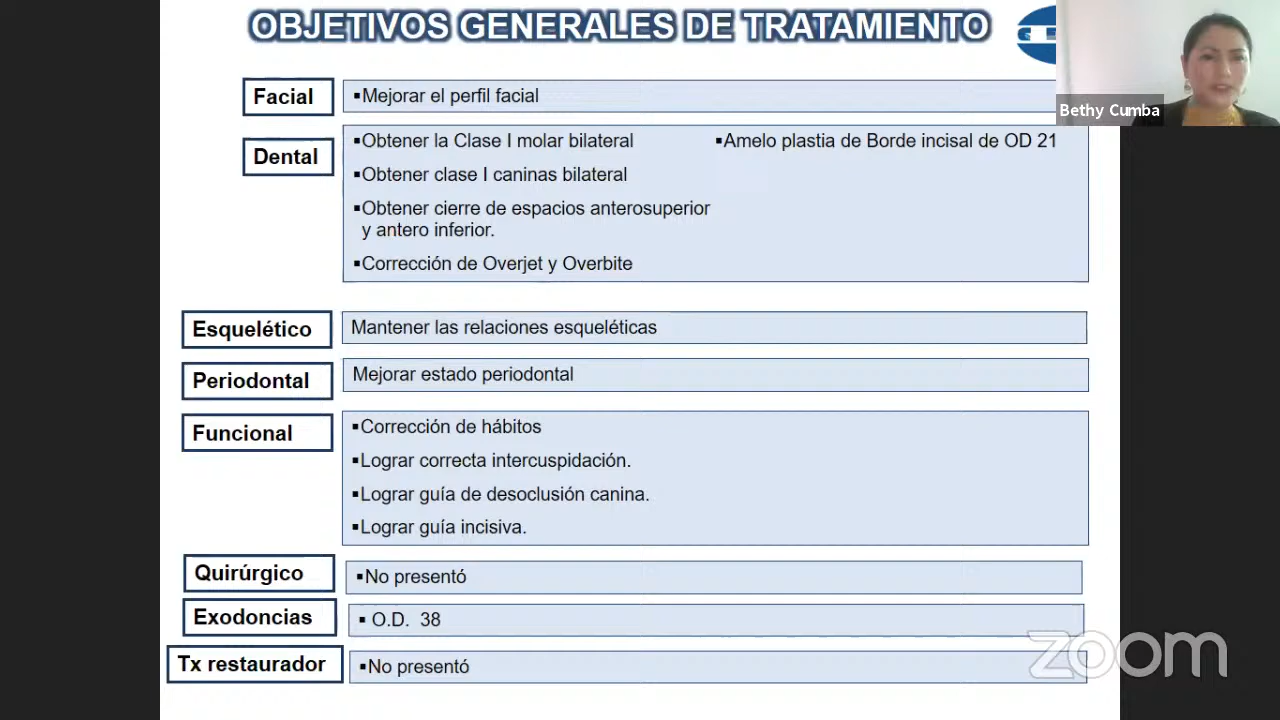 OBJETIVOS GENERALES DE TRATAMIENTO
Bethy Cumba
Facial
▪Mejorar el perfil facial
Dental
▪Obtener la Clase I molar bilateral
▪Obtener clase I caninas bilateral
▪Obtener cierre de espacios anterosuperior
y antero inferior.
▪Corrección de Overjet y Overbite
▪Amelo plastia de Borde incisal de OD 21
Esquelético
Mantener las relaciones esqueléticas
Periodontal
Mejorar estado periodontal
Funcional
▪Corrección de hábitos
▪Lograr correcta intercuspidación.
▪Lograr guía de desoclusión canina.
▪Lograr guía incisiva.
Quirúrgico
▪No presentó
Exodoncias
▪ O.D. 38
Tx restaurador
▪No presentó
zoom